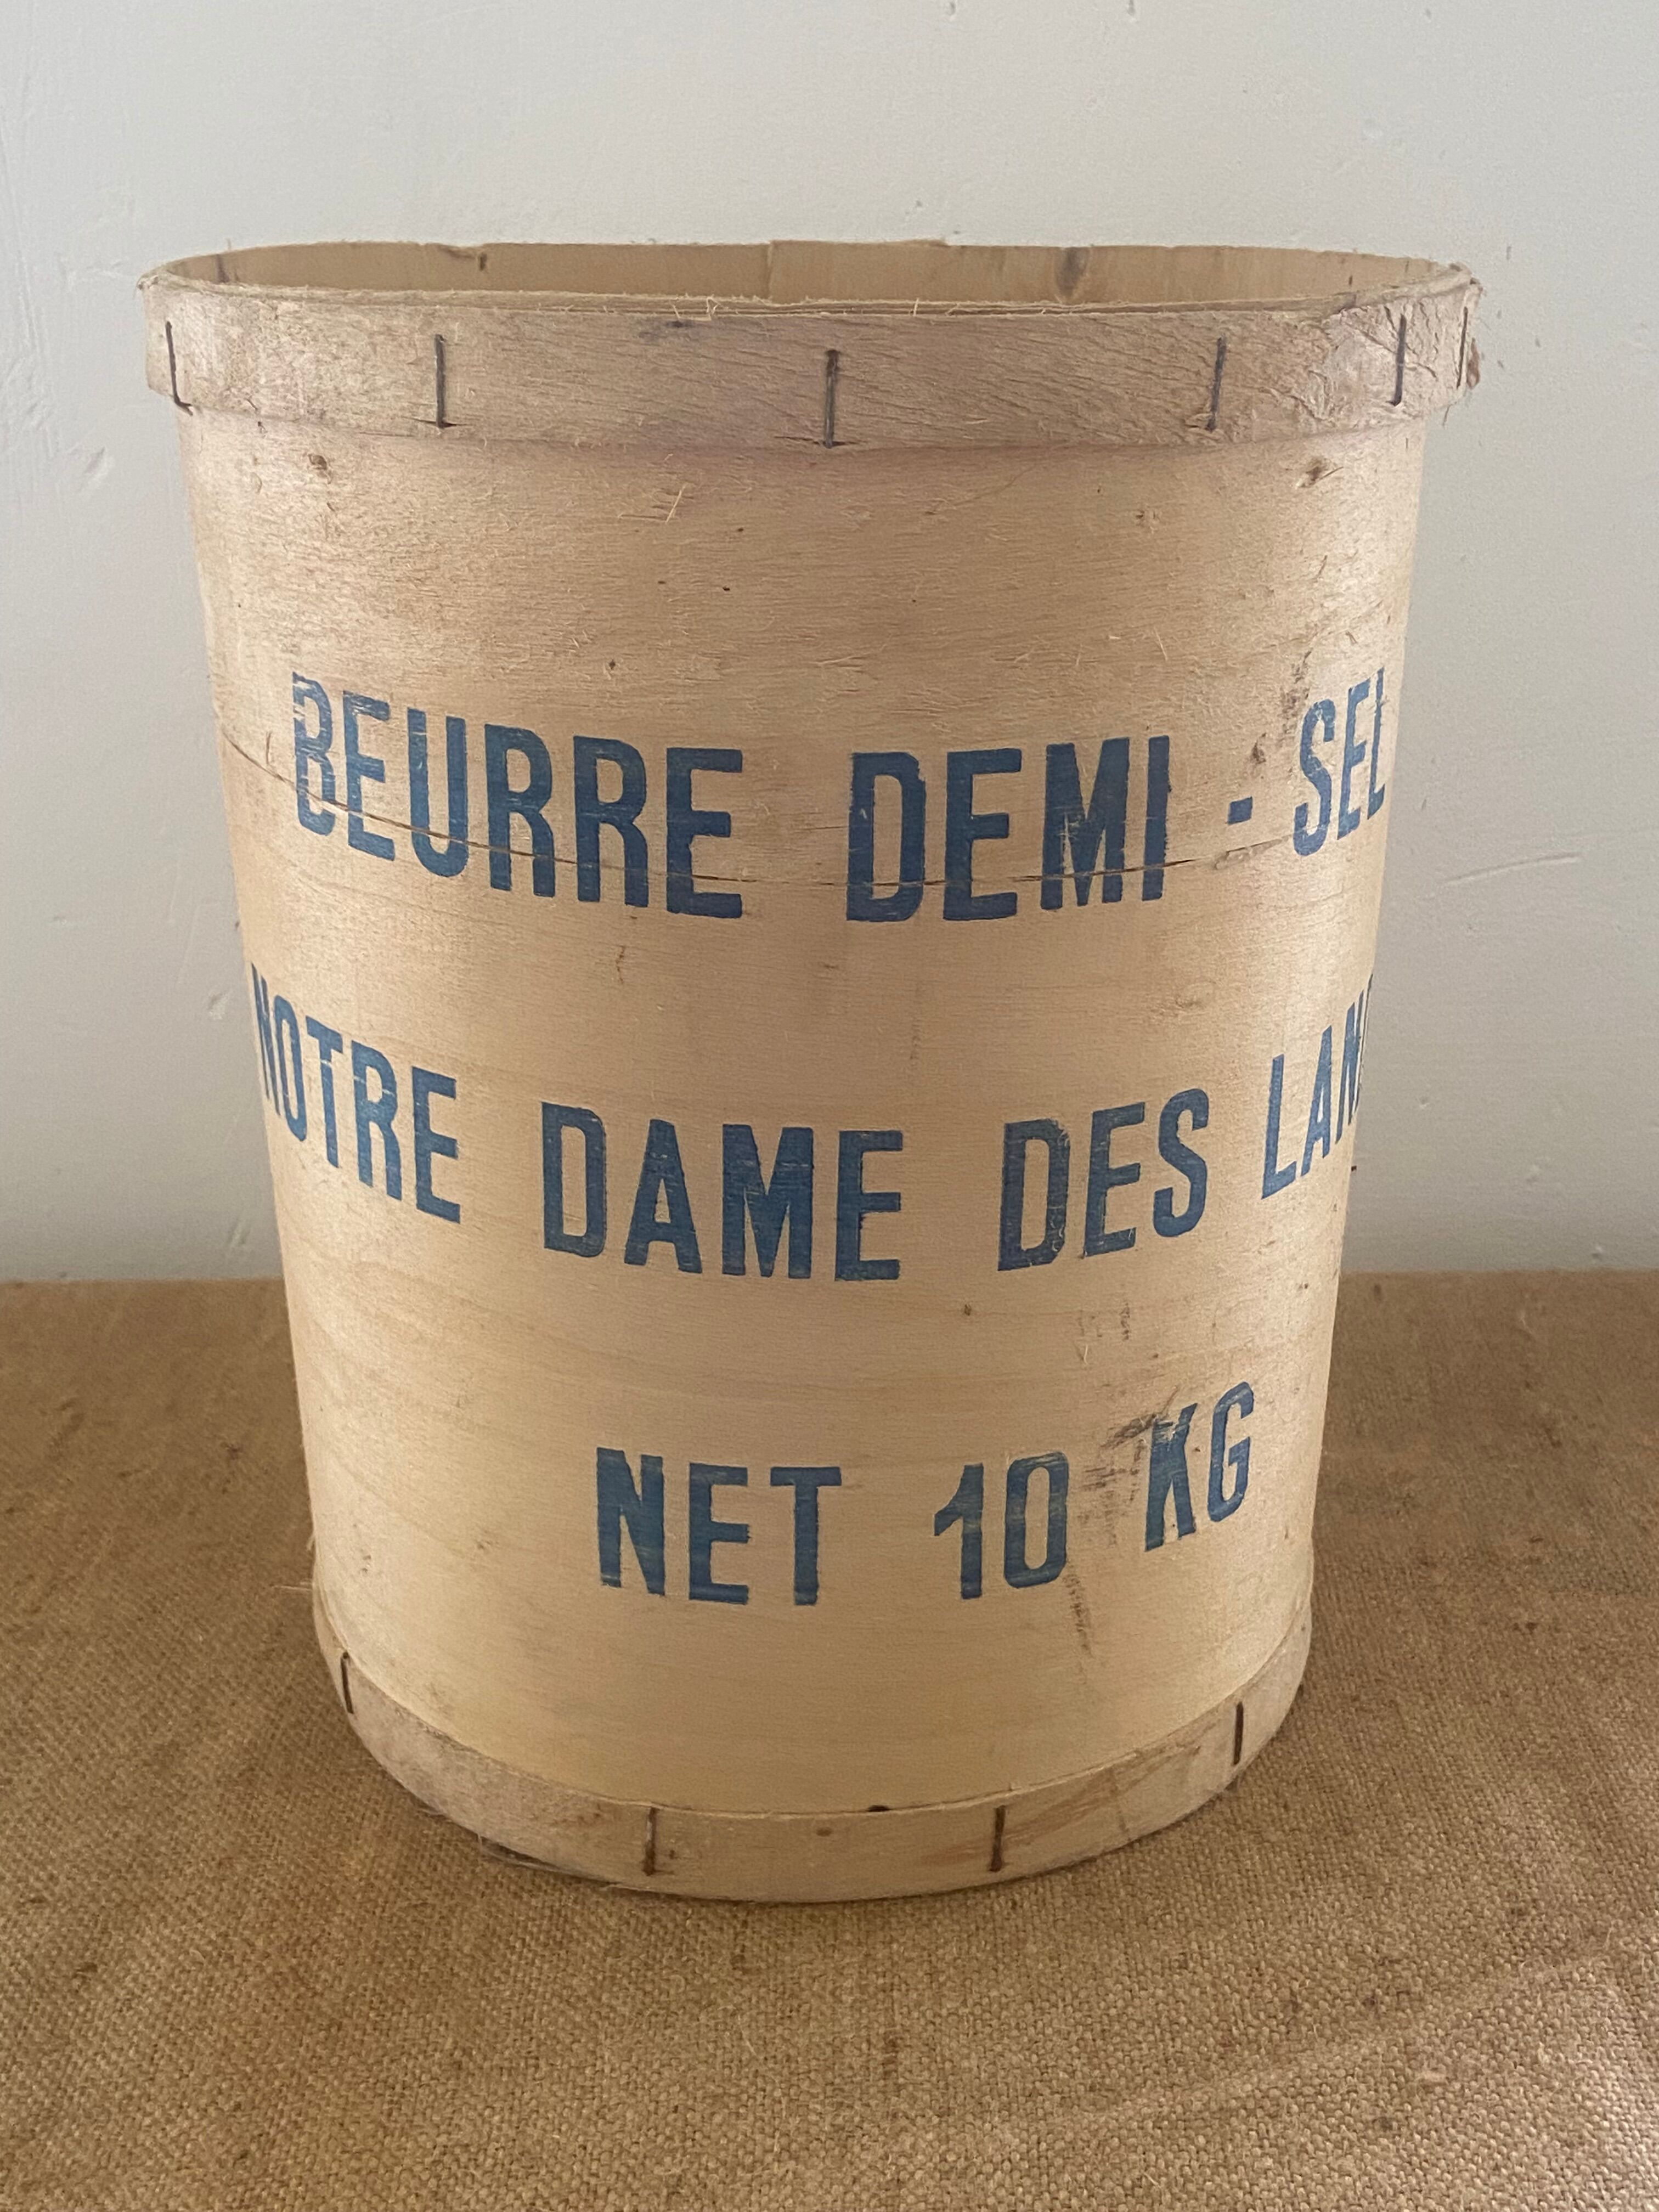 BEURRE DEMI - SEL
NOTRE DAME DES
NET 10 KG